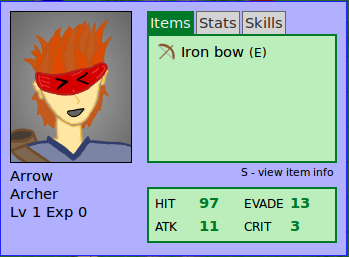 Items Stats Skills
Iron bow (E)
S - view item info
Arrow
Archer
Lv 1 Exp 0
HIT 97 EVADE 13
ATK 11 CRIT 3